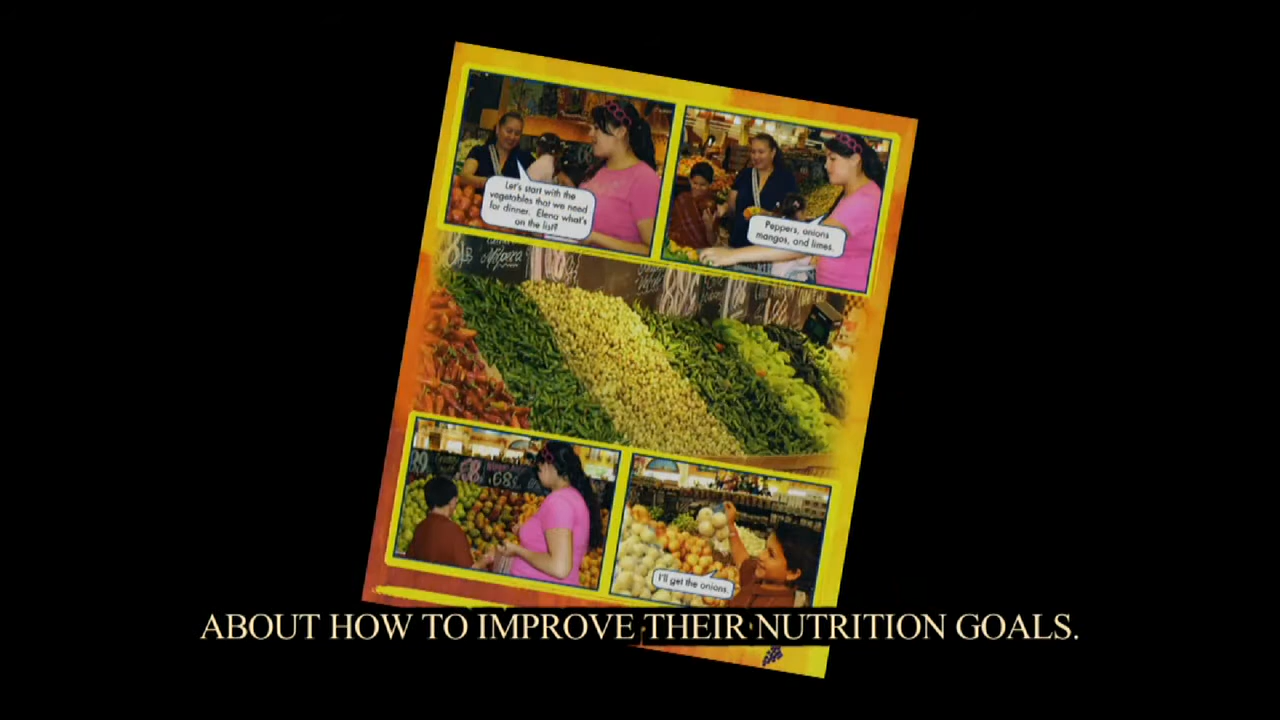 Let's start with the
vegetables that we need
for dinner. Elena what's
on the list?
Peppers, onions
mangos, and limes.
I'll get the onions.
ABOUT HOW TO IMPROVE THEIR NUTRITION GOALS.